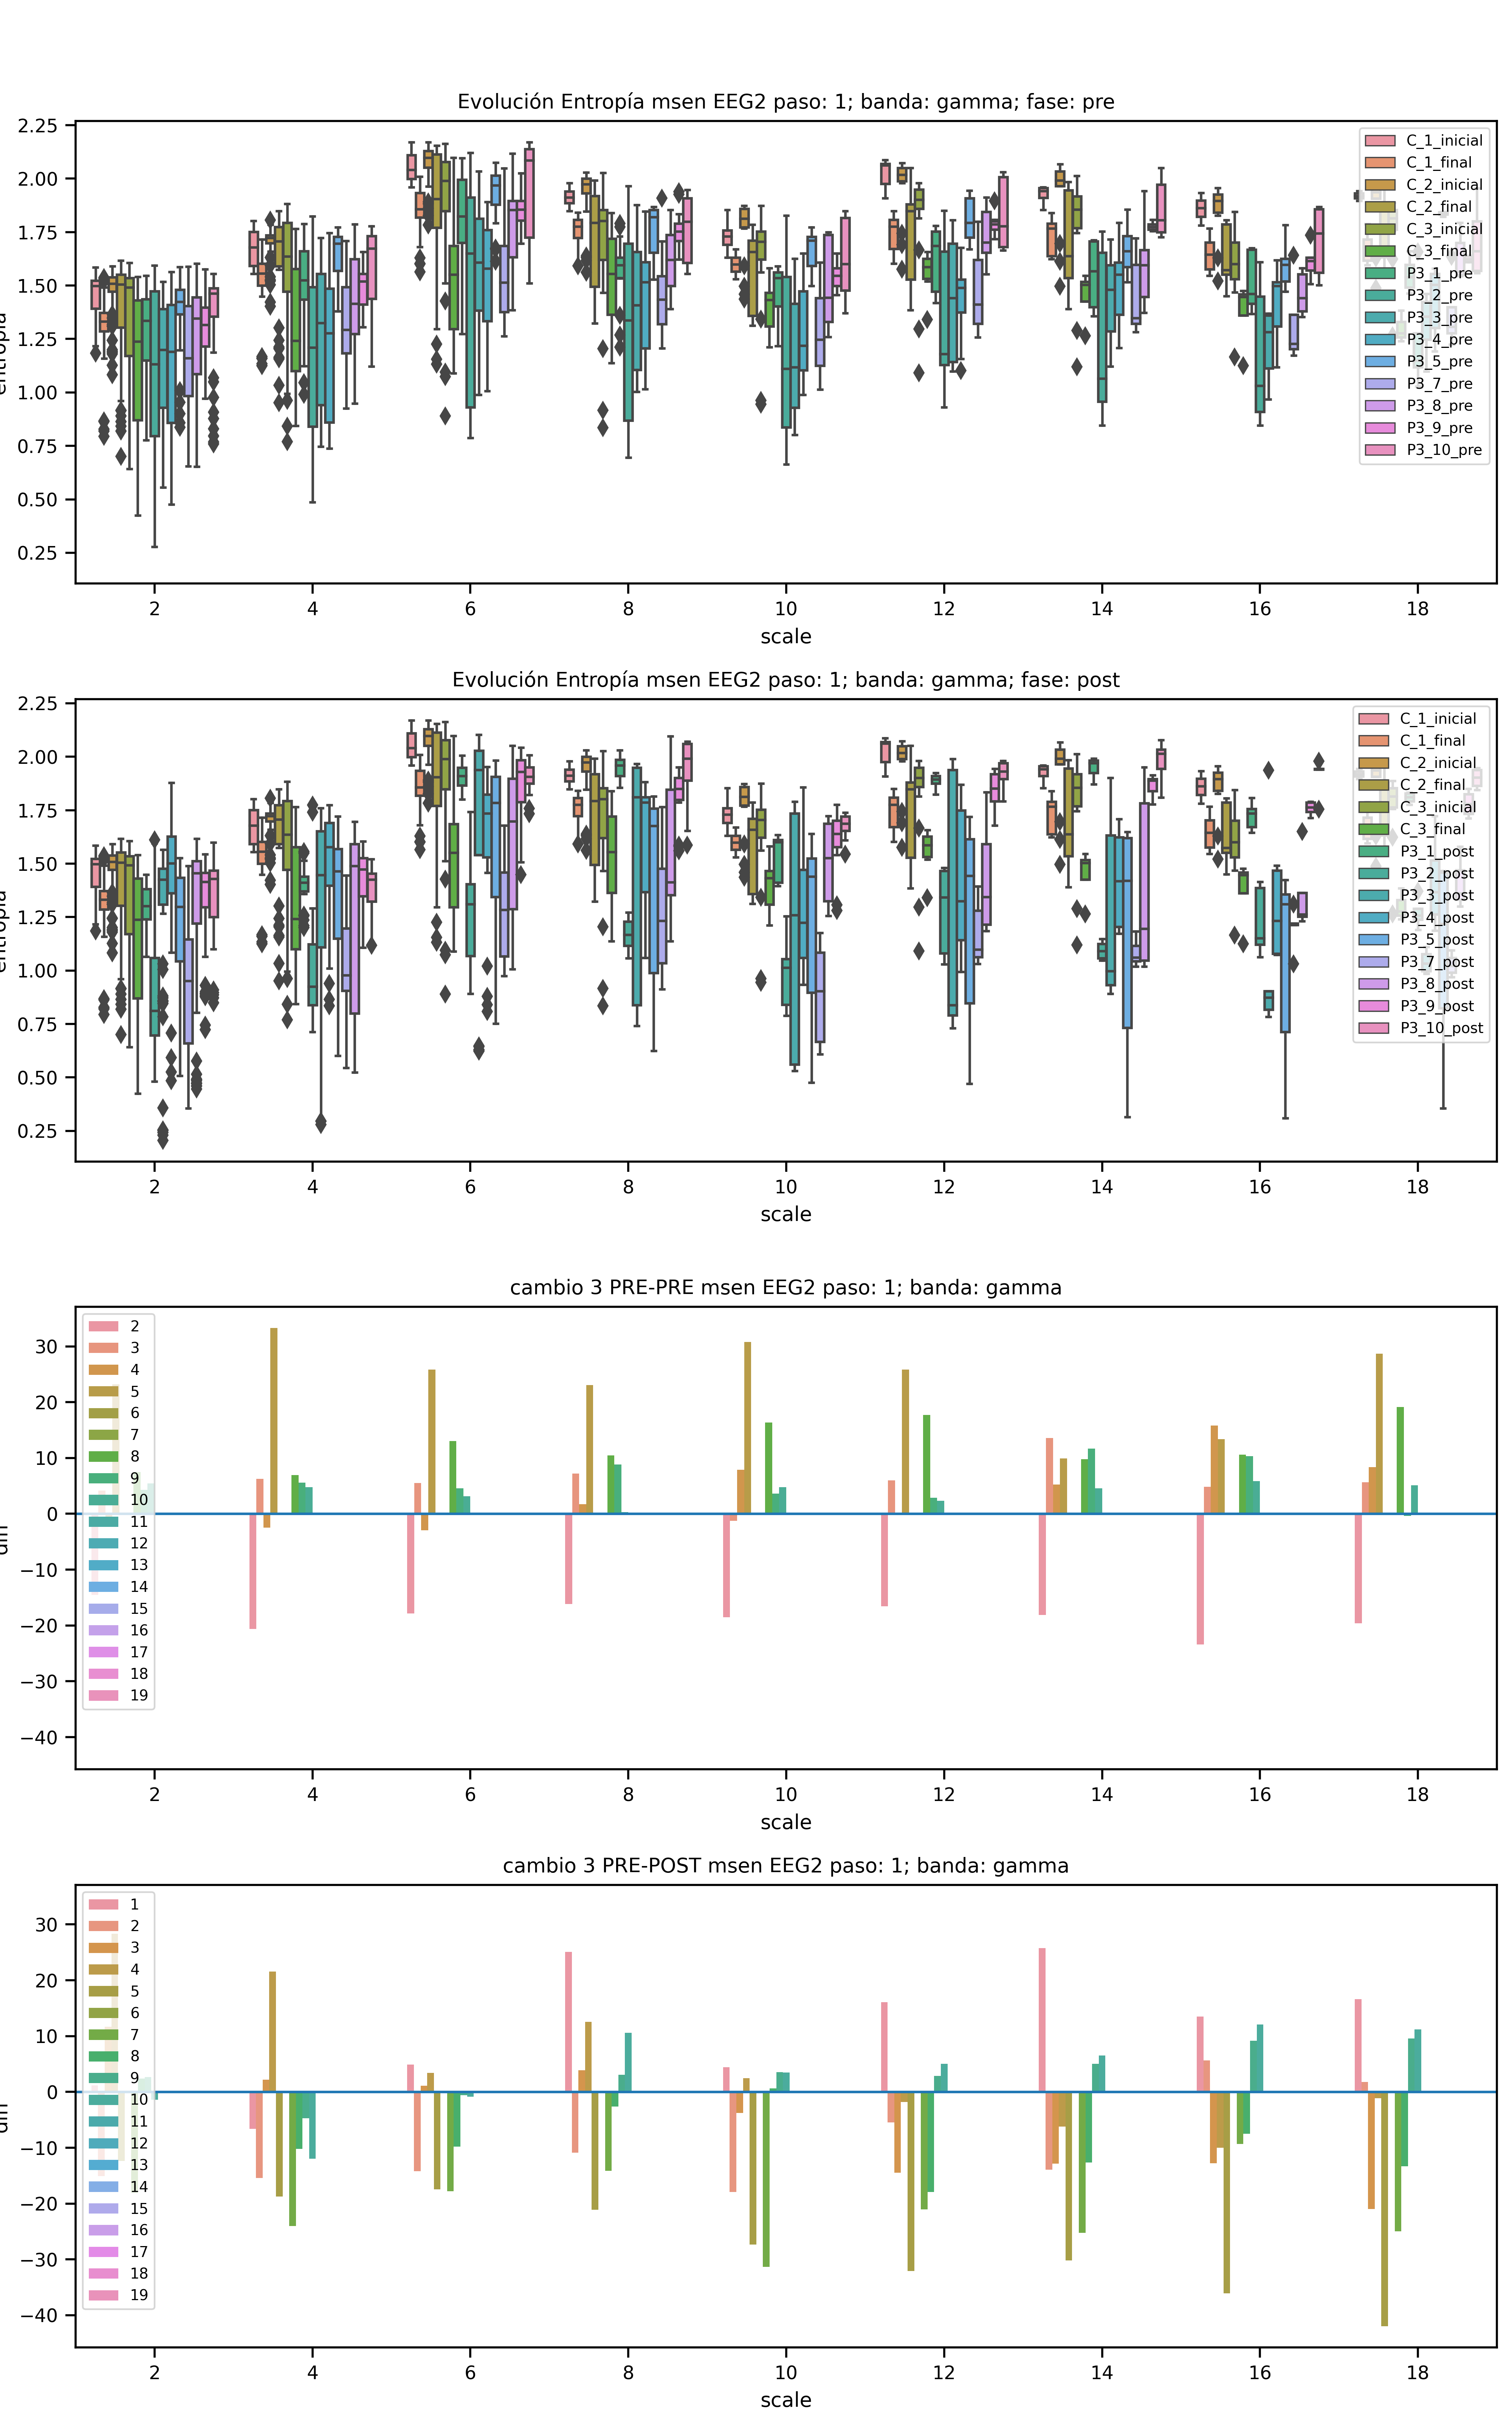 Evolución Entropía msen EEG2 paso: 1; banda: gamma; fase: pre
2.25
2.00
1.75
1.50
1.25
1.00
0.75
0.50
0.25
C_1_inicial
C_1_final
C_2_inicial
C_2_final
C_3_inicial
C_3_final
P3_1_pre
P3_2_pre
P3_3_pre
P3_4_pre
P3_5_pre
P3_7_pre
P3_8_pre
P3_9_pre
P3_10_pre
2 4 6 8 10 12 14 16 18
scale
Evolución Entropía msen EEG2 paso: 1; banda: gamma; fase: post
2.25
2.00
1.75
1.50
1.25
1.00
0.75
0.50
0.25
C_1_inicial
C_1_final
C_2_inicial
C_2_final
C_3_inicial
C_3_final
P3_1_post
P3_2_post
P3_3_post
P3_4_post
P3_5_post
P3_7_post
P3_8_post
P3_9_post
P3_10_post
2 4 6 8 10 12 14 16 18
scale
cambio 3 PRE-PRE msen EEG2 paso: 1; banda: gamma
30
20
10
0
−10
−20
−30
−40
2
3
4
5
6
7
8
9
10
11
12
13
14
15
16
17
18
19
2 4 6 8 10 12 14 16 18
scale
cambio 3 PRE-POST msen EEG2 paso: 1; banda: gamma
30
20
10
0
−10
−20
−30
−40
1
2
3
4
5
6
7
8
9
10
11
12
13
14
15
16
17
18
19
2 4 6 8 10 12 14 16 18
scale